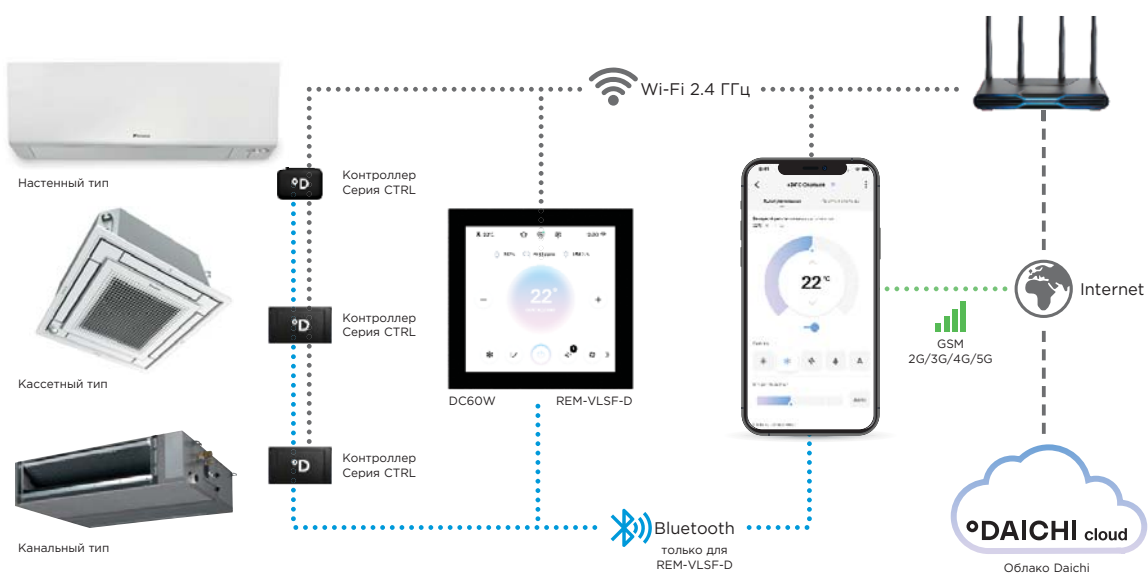 Wi-Fi 2.4 ГГц
DAIKIN
Настенный тип
°D
Контроллер
Серия CTRL
Кассетный тип
°D
Контроллер
Серия CTRL
Канальный тип
°D
Контроллер
Серия CTRL
22°
DC60W
REM-VLSF-D
22°C
GSM
2G/3G/4G/5G
Internet
Bluetooth
только для
REM-VLSF-D
°DAICHI cloud
Облако Daichi